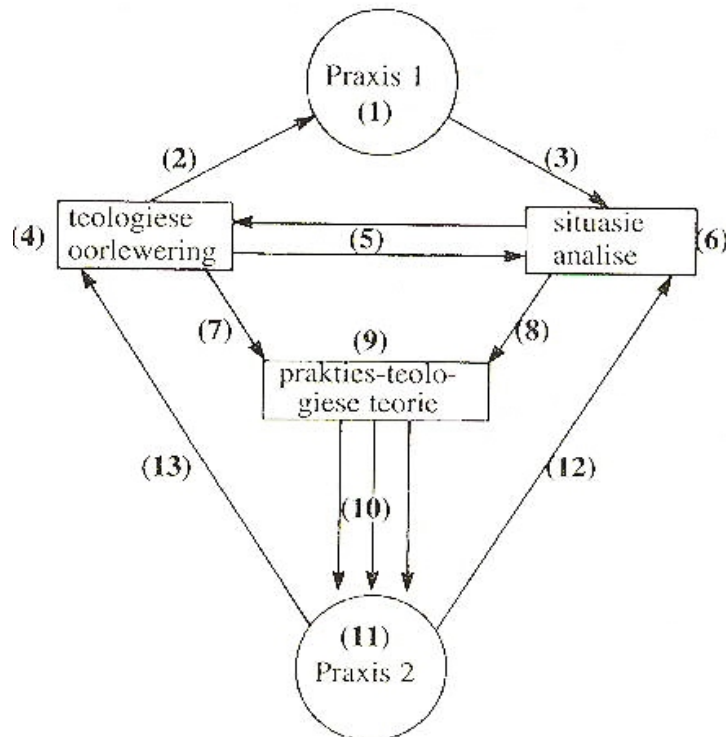 Praxis 1
(1)
(2)
(3)
(4)
teologiese
oorlewering
(5)
situasie
analise
(6)
(7)
(8)
(9)
prakties-teolo-
giese teorie
(13)
(12)
(10)
(11)
Praxis 2